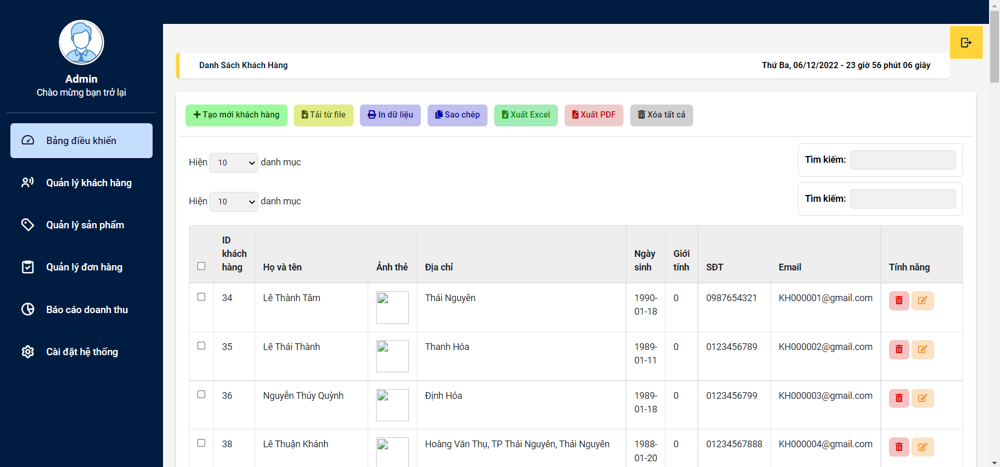 Admin
Chào mừng bạn trở lại
Bảng điều khiển
Quản lý khách hàng
Quản lý sản phẩm
Quản lý đơn hàng
Báo cáo doanh thu
Cài đặt hệ thống
Danh Sách Khách Hàng
Thứ Ba, 06/12/2022 - 23 giờ 56 phút 06 giây
Tạo mới khách hàng
Tải từ file
In dữ liệu
Sao chép
Xuất Excel
Xuất PDF
Xóa tất cả
Hiện 10 danh mục
Tìm kiếm:
Hiện 10 danh mục
Tìm kiếm:
ID khách hàng
Họ và tên
Ảnh thẻ
Địa chỉ
Ngày sinh
Giới tính
SĐT
Email
Tính năng
34 Lê Thành Tâm Thái Nguyên 1990-01-18 0 0987654321 KH000001@gmail.com
35 Lê Thái Thành Thanh Hóa 1989-01-11 0 0123456789 KH000002@gmail.com
36 Nguyễn Thúy Quỳnh Định Hóa 1989-01-18 0 0123456799 KH000003@gmail.com
38 Lê Thuận Khánh Hoàng Văn Thụ, TP Thái Nguyên, Thái Nguyên 1988-01-20 0 01234567888 KH000004@gmail.com